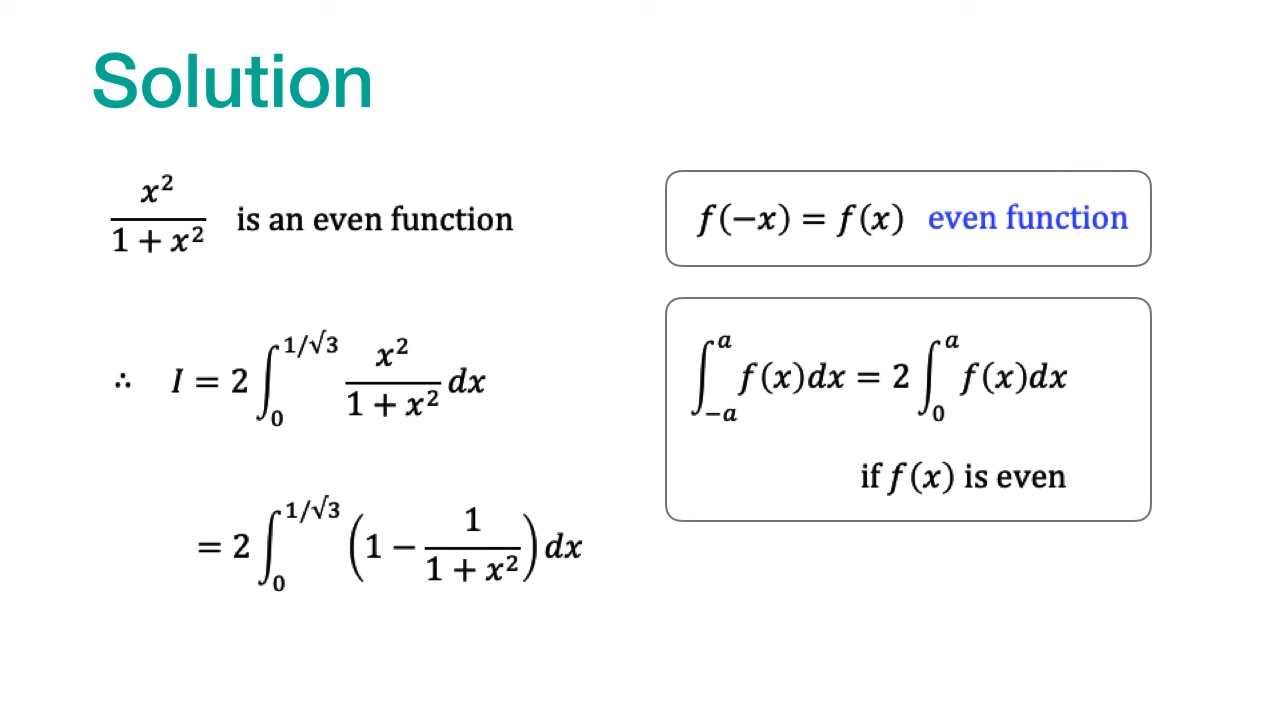 Solution
x²/(1 + x²) is an even function
∴ I = 2 ∫₀^{1/√3} x²/(1 + x²) dx
= 2 ∫₀^{1/√3} (1 − 1/(1 + x²)) dx
f(−x) = f(x) even function
∫₋ₐ^a f(x)dx = 2 ∫₀^a f(x)dx
if f(x) is even